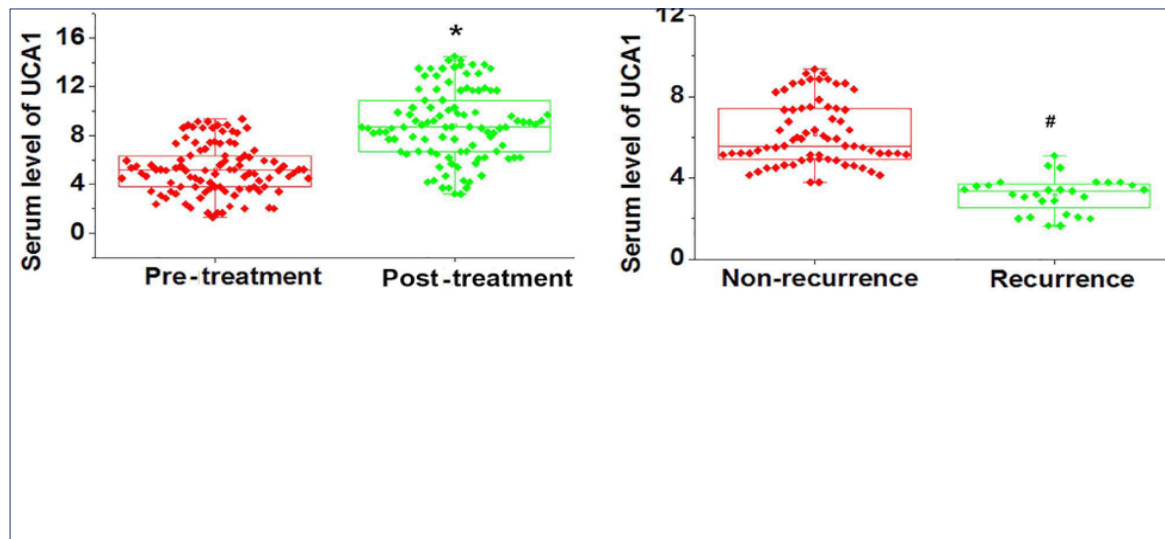 Serum level of UCA1
16
12
8
4
0
*
Pre-treatment
Post-treatment
Serum level of UCA1
12
8
4
0
#
Non-recurrence
Recurrence